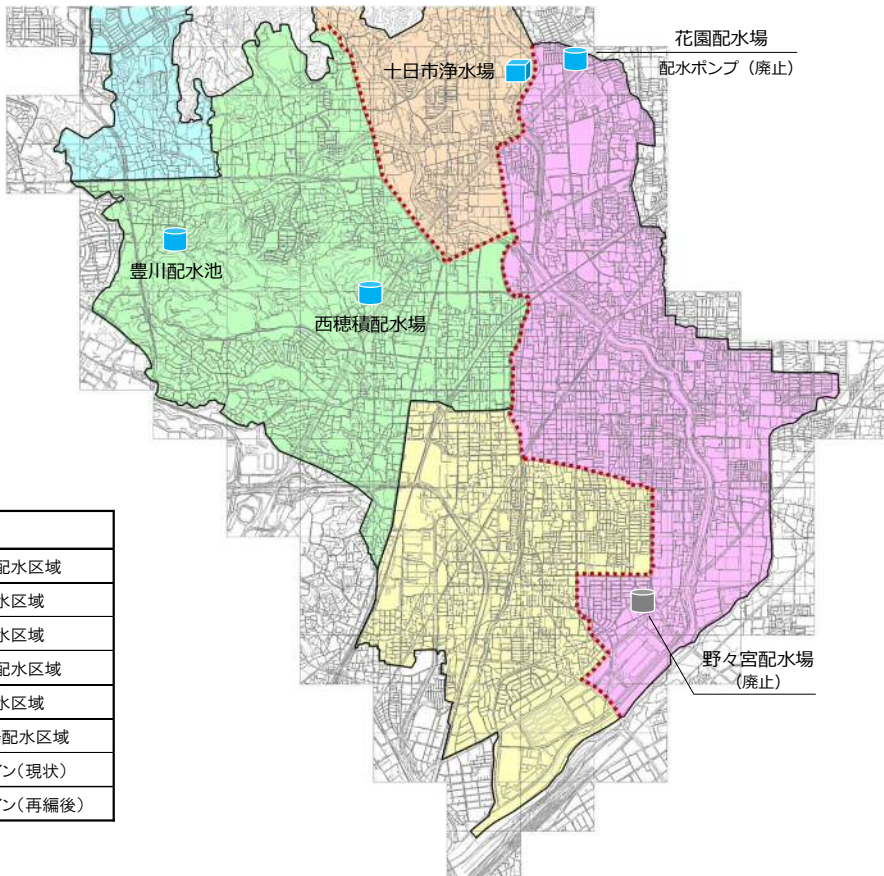 花園配水場
配水ポンプ（廃止）
十日市浄水場
豊川配水池
西穂積配水場
野々宮配水場
（廃止）
配水区域
水区域
水区域
配水区域
水区域
配水区域
イン（現状）
イン（再編後）